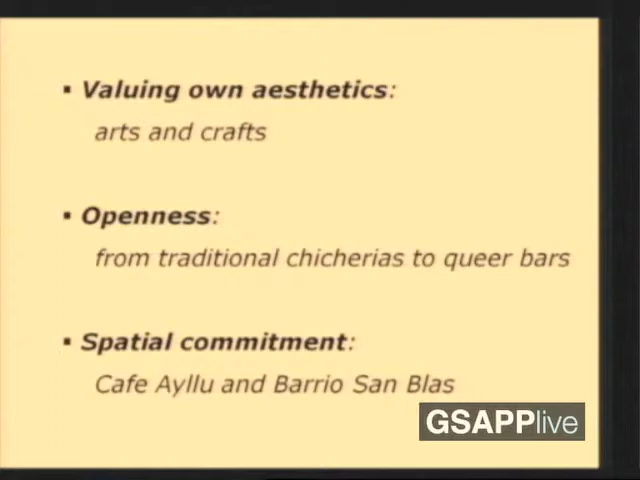 ▪ Valuing own aesthetics:
arts and crafts
▪ Openness:
from traditional chicherias to queer bars
▪ Spatial commitment:
Cafe Ayllu and Barrio San Blas
GSAPPlive